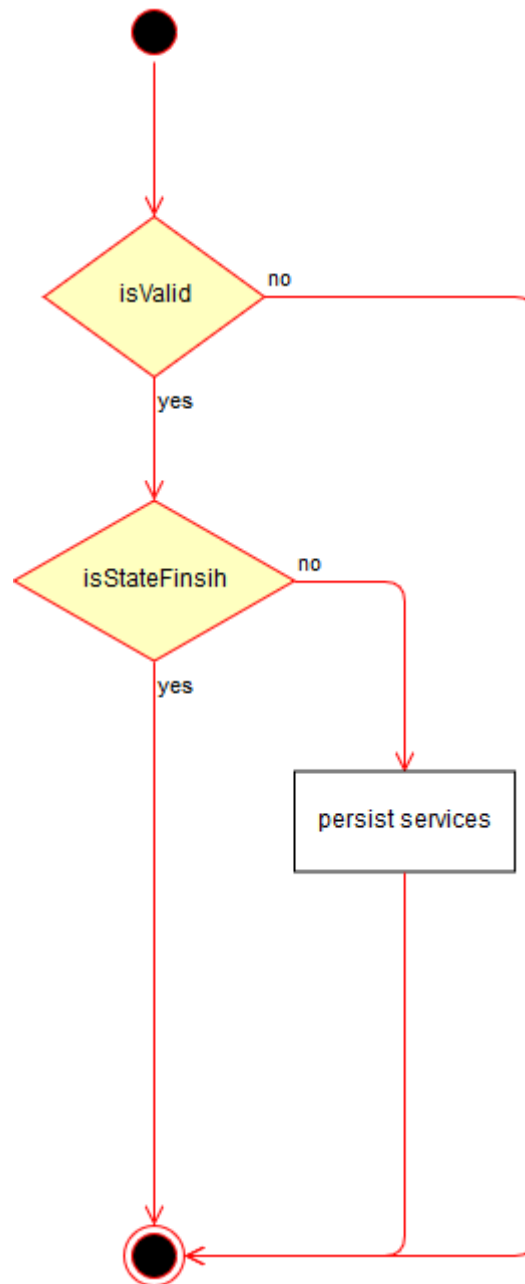 isValid
no
yes
isStateFinsih
no
yes
persist services